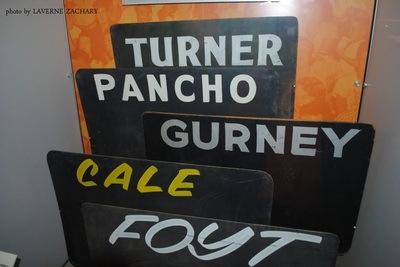 photo by LAVERNE ZACHARY
TURNER
PANCHO
GURNEY
CALE
FOYT